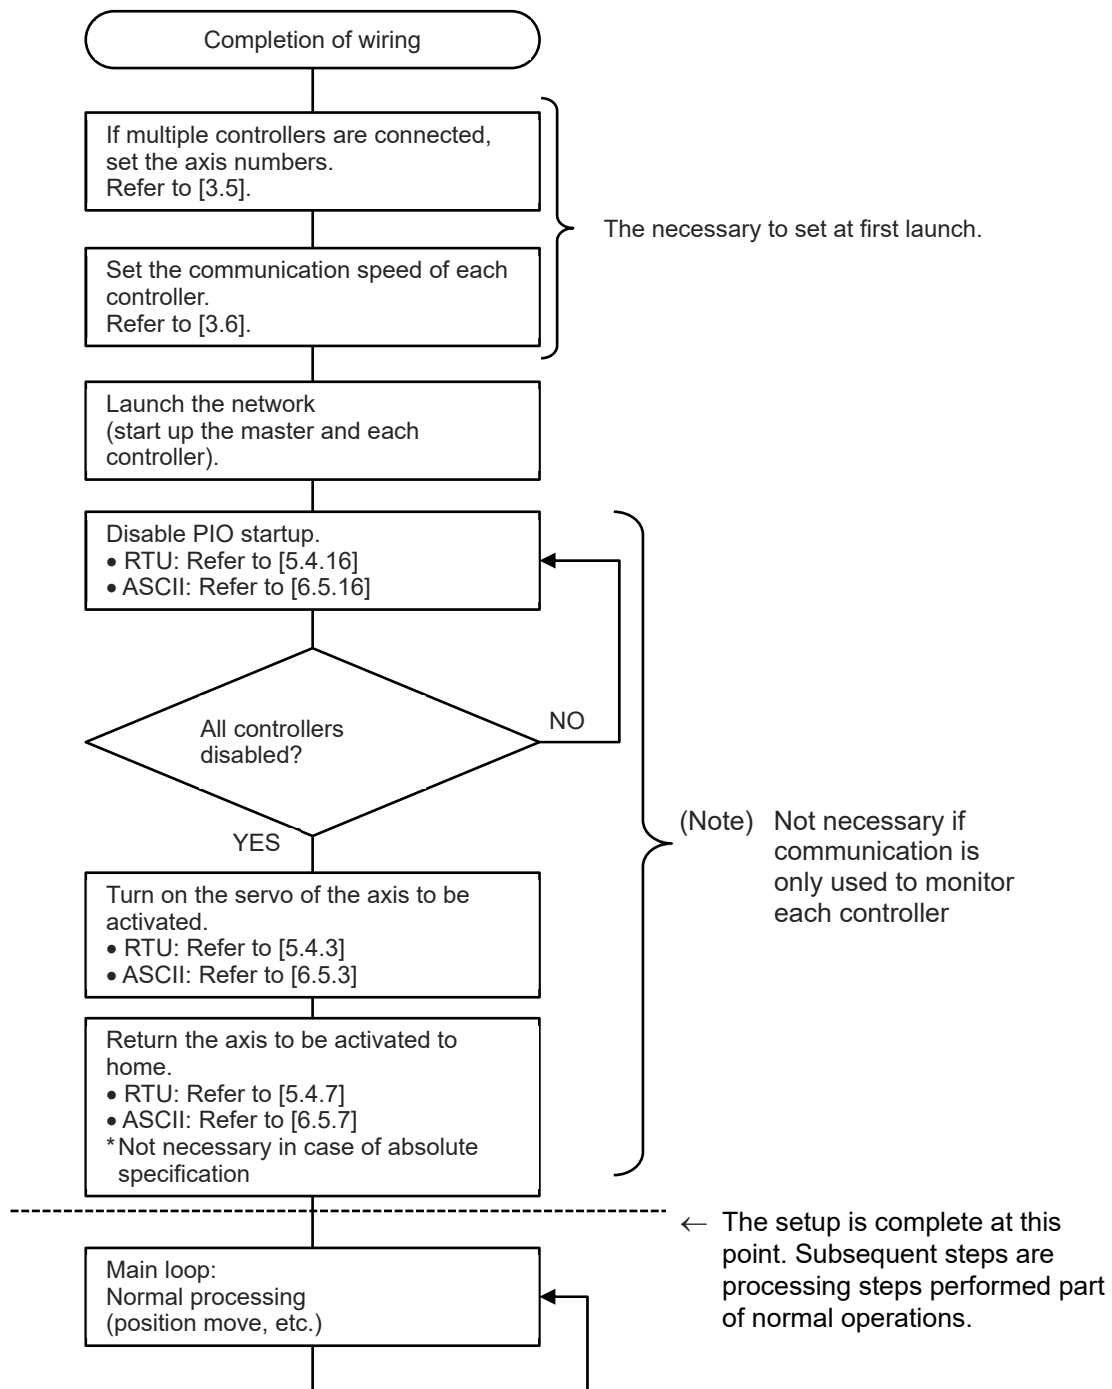 Completion of wiring
If multiple controllers are connected,
set the axis numbers.
Refer to [3.5].
The necessary to set at first launch.
Set the communication speed of each
controller.
Refer to [3.6].
Launch the network
(start up the master and each
controller).
Disable PIO startup.
• RTU: Refer to [5.4.16]
• ASCII: Refer to [6.5.16]
All controllers
disabled?
NO
YES
(Note) Not necessary if
communication is
only used to monitor
each controller
Turn on the servo of the axis to be
activated.
• RTU: Refer to [5.4.3]
• ASCII: Refer to [6.5.3]
Return the axis to be activated to
home.
• RTU: Refer to [5.4.7]
• ASCII: Refer to [6.5.7]
*Not necessary in case of absolute
specification
← The setup is complete at this
point. Subsequent steps are
processing steps performed part
of normal operations.
Main loop:
Normal processing
(position move, etc.)